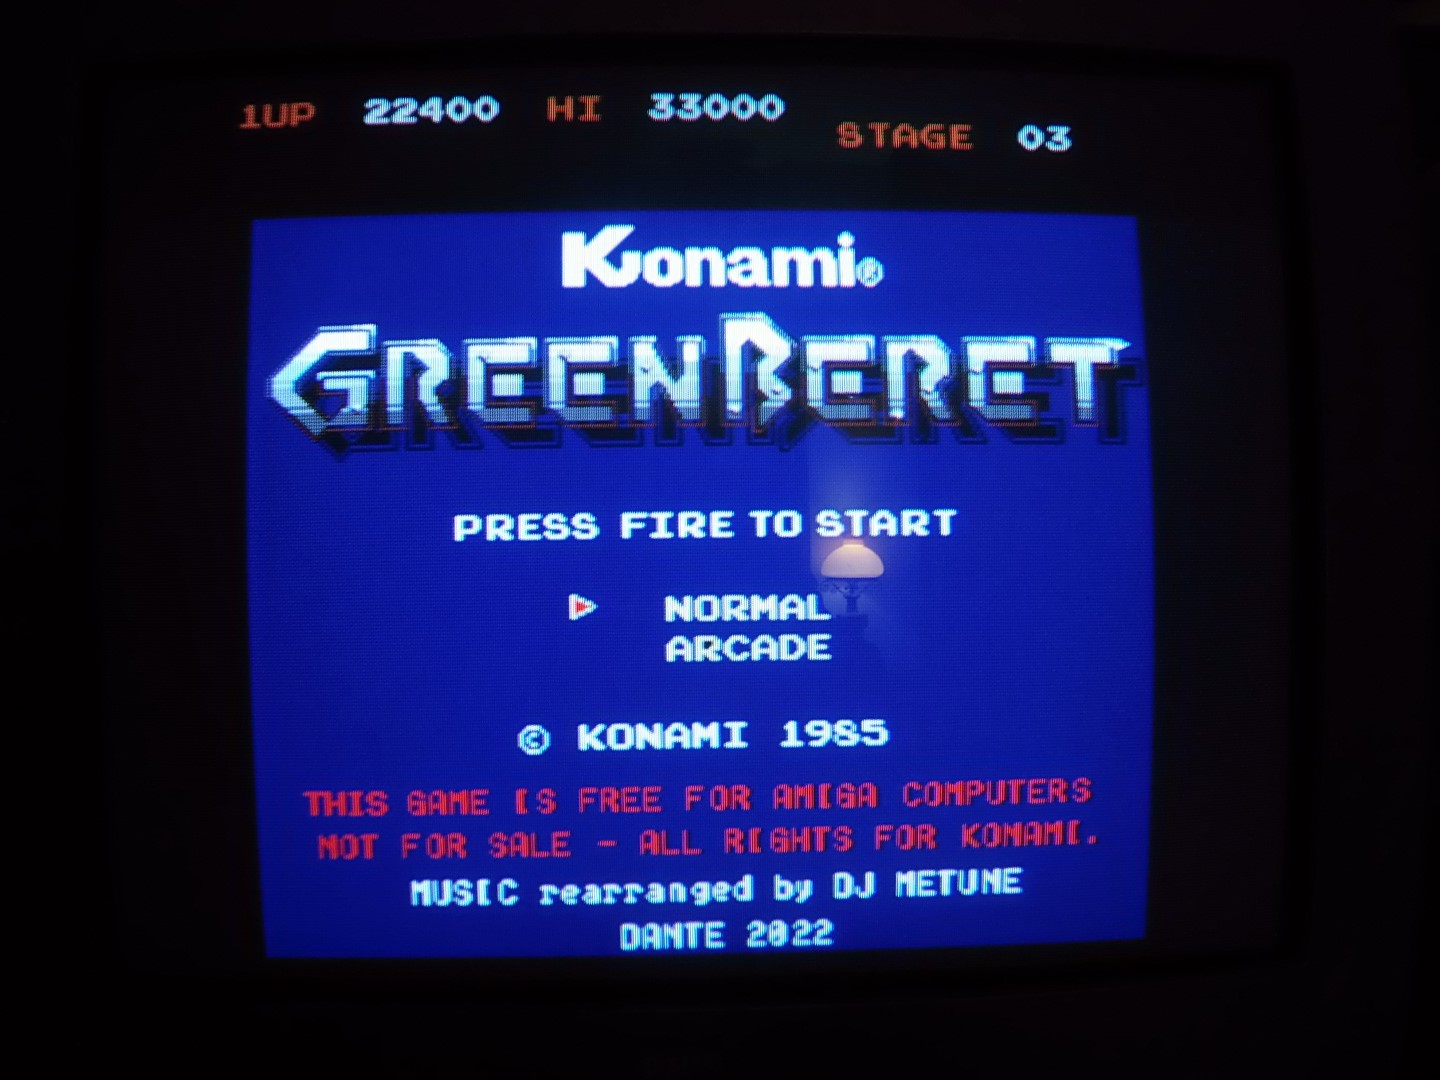 1UP 22400 HI 33000
STAGE 03
Konami®
GREEN BERET
PRESS FIRE TO START
NORMAL
ARCADE
© KONAMI 1985
THIS GAME IS FREE FOR AMIGA COMPUTERS
NOT FOR SALE - ALL RIGHTS FOR KONAMI.
MUSIC rearranged by DJ METUNE
DANTE 2022